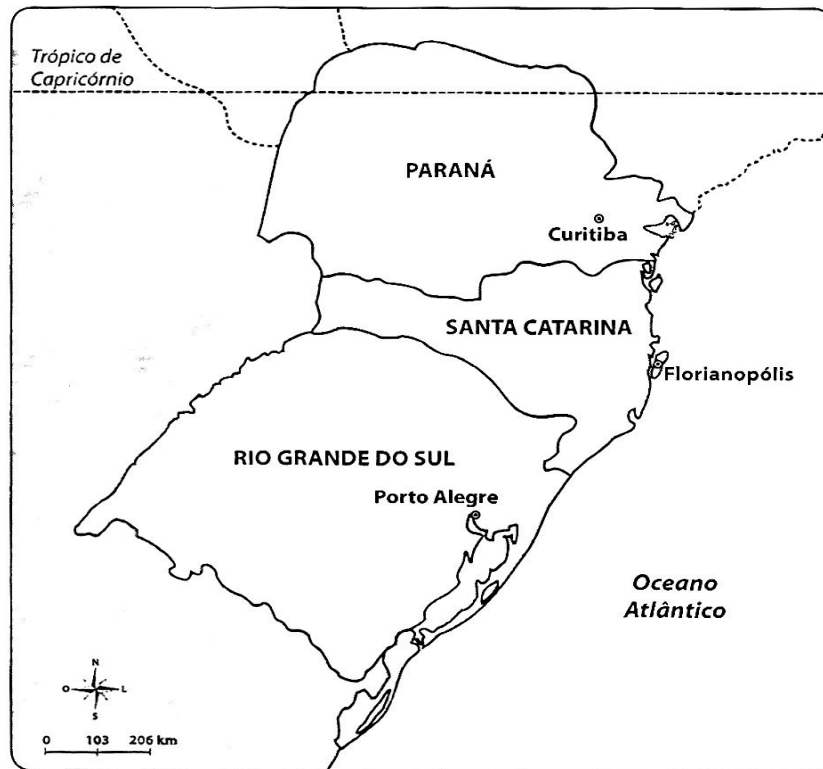 Trópico de
Capricórnio
PARANÁ
Curitiba
SANTA CATARINA
Florianopólis
RIO GRANDE DO SUL
Porto Alegre
Oceano
Atlântico
N
O L
S
0 103 206 km